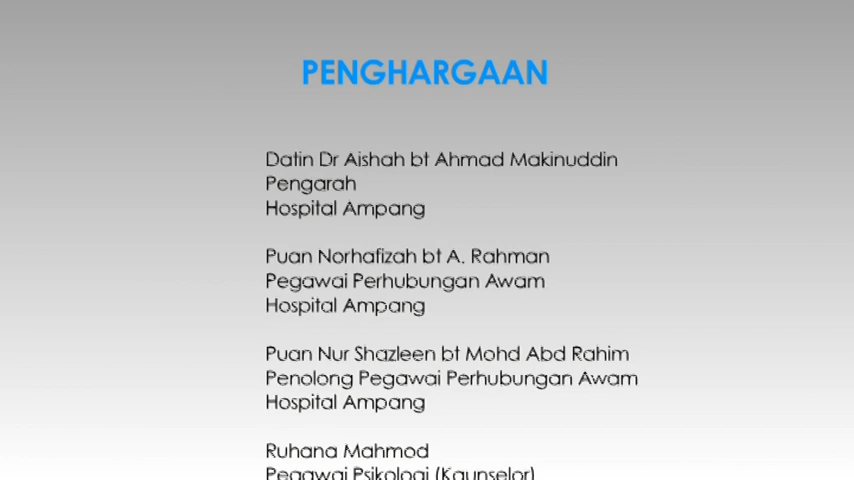 PENGHARGAAN
Datin Dr Aishah bt Ahmad Makinuddin
Pengarah
Hospital Ampang
Puan Norhafizah bt A. Rahman
Pegawai Perhubungan Awam
Hospital Ampang
Puan Nur Shazleen bt Mohd Abd Rahim
Penolong Pegawai Perhubungan Awam
Hospital Ampang
Ruhana Mahmod
Pegawai Psikologi (Kaunselor)